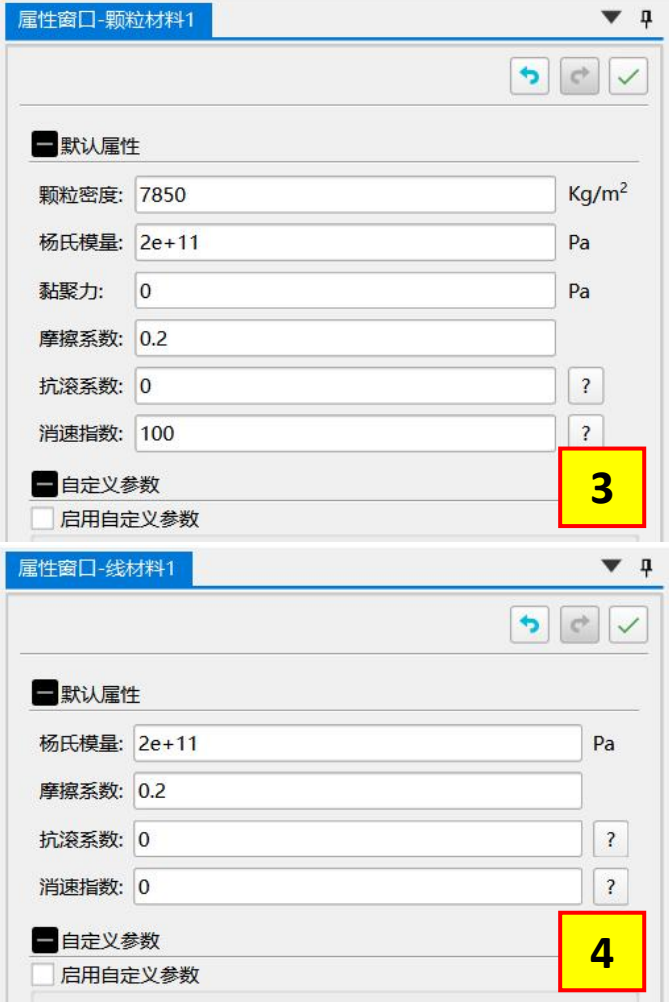 属性窗口-颗粒材料1
默认属性
颗粒密度: 7850 Kg/m²
杨氏模量: 2e+11 Pa
黏聚力: 0 Pa
摩擦系数: 0.2
抗滚系数: 0 ?
消速指数: 100 ?
自定义参数
启用自定义参数
3
属性窗口-线材料1
默认属性
杨氏模量: 2e+11 Pa
摩擦系数: 0.2
抗滚系数: 0 ?
消速指数: 0 ?
自定义参数
启用自定义参数
4